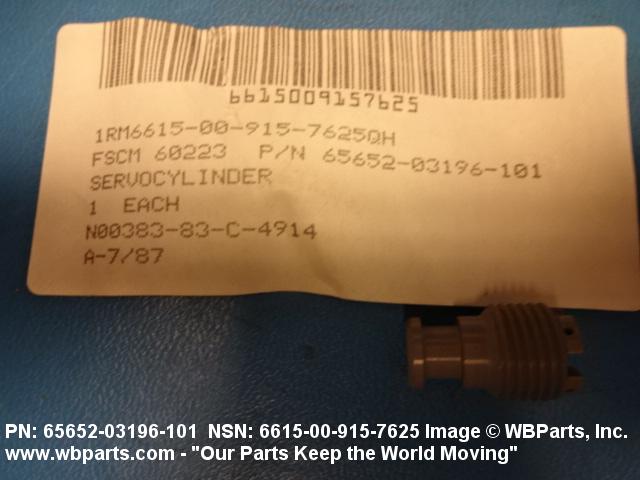 6615009157625
1RM6615-00-915-7625QH
FSCM 60223 P/N 65652-03196-101
SERVOCYLINDER
1 EACH
N00383-83-C-4914
A-7/87
PN: 65652-03196-101 NSN: 6615-00-915-7625 Image © WBParts, Inc.
www.wbparts.com - "Our Parts Keep the World Moving"